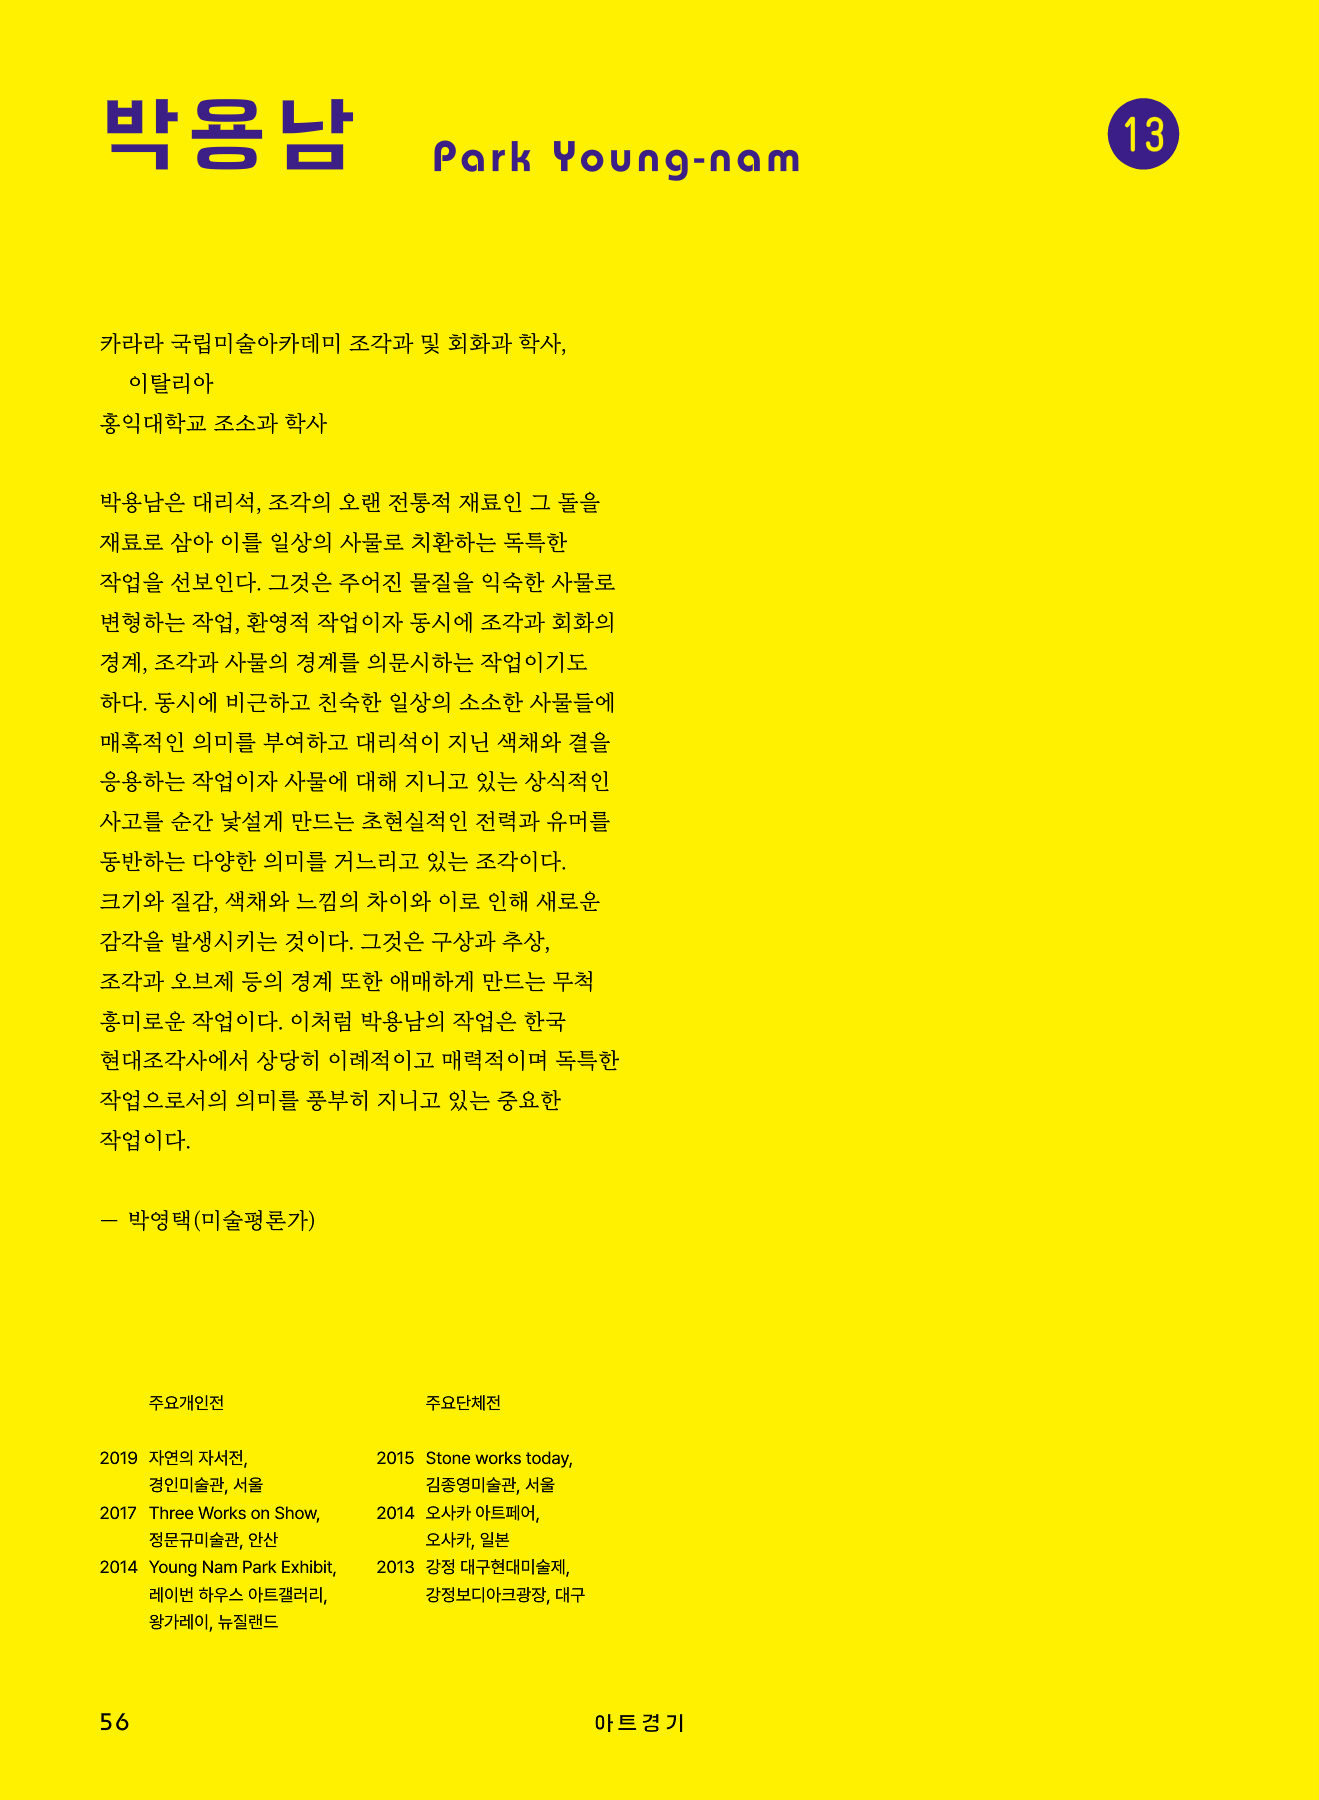 박용남 Park Young-nam 13
카라라 국립미술아카데미 조각과 및 회화과 학사,
이탈리아
홍익대학교 조소과 학사
박용남은 대리석, 조각의 오랜 전통적 재료인 그 돌을
재료로 삼아 이를 일상의 사물로 치환하는 독특한
작업을 선보인다. 그것은 주어진 물질을 익숙한 사물로
변형하는 작업, 환영적 작업이자 동시에 조각과 회화의
경계, 조각과 사물의 경계를 의문시하는 작업이기도
하다. 동시에 비근하고 친숙한 일상의 소소한 사물들에
매혹적인 의미를 부여하고 대리석이 지닌 색채와 결을
응용하는 작업이자 사물에 대해 지니고 있는 상식적인
사고를 순간 낯설게 만드는 초현실적인 전력과 유머를
동반하는 다양한 의미를 거느리고 있는 조각이다.
크기와 질감, 색채와 느낌의 차이와 이로 인해 새로운
감각을 발생시키는 것이다. 그것은 구상과 추상,
조각과 오브제 등의 경계 또한 애매하게 만드는 무척
흥미로운 작업이다. 이처럼 박용남의 작업은 한국
현대조각사에서 상당히 이례적이고 매력적이며 독특한
작업으로서의 의미를 풍부히 지니고 있는 중요한
작업이다.
— 박영택(미술평론가)
주요개인전
2019 자연의 자서전,
경인미술관, 서울
2017 Three Works on Show,
정문규미술관, 안산
2014 Young Nam Park Exhibit,
레이번 하우스 아트갤러리,
왕가레이, 뉴질랜드
주요단체전
2015 Stone works today,
김종영미술관, 서울
2014 오사카 아트페어,
오사카, 일본
2013 강정 대구현대미술제,
강정보디아크광장, 대구
56
아트경기